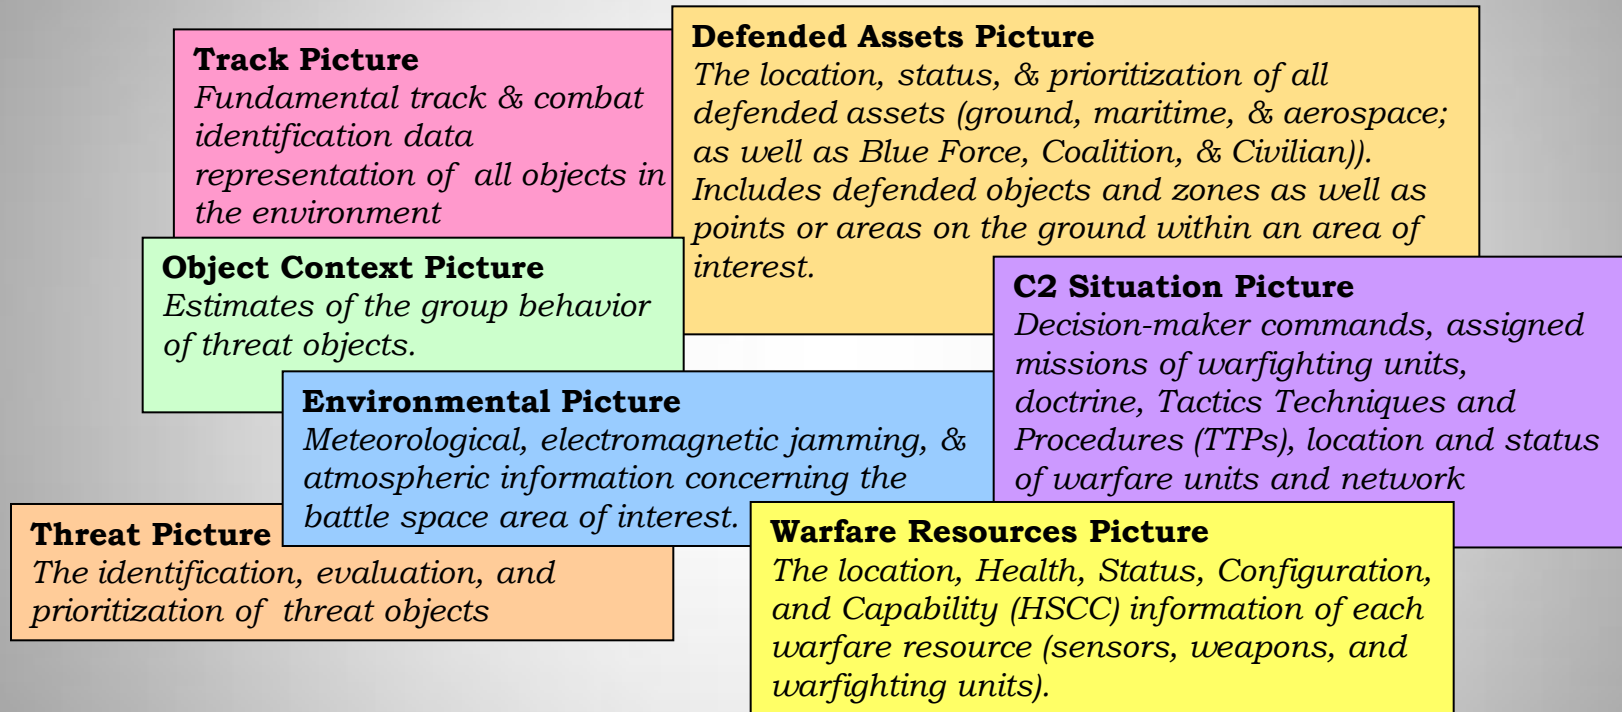 Track Picture
Fundamental track & combat
identification data
representation of all objects in
the environment
Defended Assets Picture
The location, status, & prioritization of all
defended assets (ground, maritime, & aerospace;
as well as Blue Force, Coalition, & Civilian)).
Includes defended objects and zones as well as
points or areas on the ground within an area of
interest.
Object Context Picture
Estimates of the group behavior
of threat objects.
C2 Situation Picture
Decision-maker commands, assigned
missions of warfighting units,
doctrine, Tactics Techniques and
Procedures (TTPs), location and status
of warfare units and network
Environmental Picture
Meteorological, electromagnetic jamming, &
atmospheric information concerning the
battle space area of interest.
Threat Picture
The identification, evaluation, and
prioritization of threat objects
Warfare Resources Picture
The location, Health, Status, Configuration,
and Capability (HSCC) information of each
warfare resource (sensors, weapons, and
warfighting units).